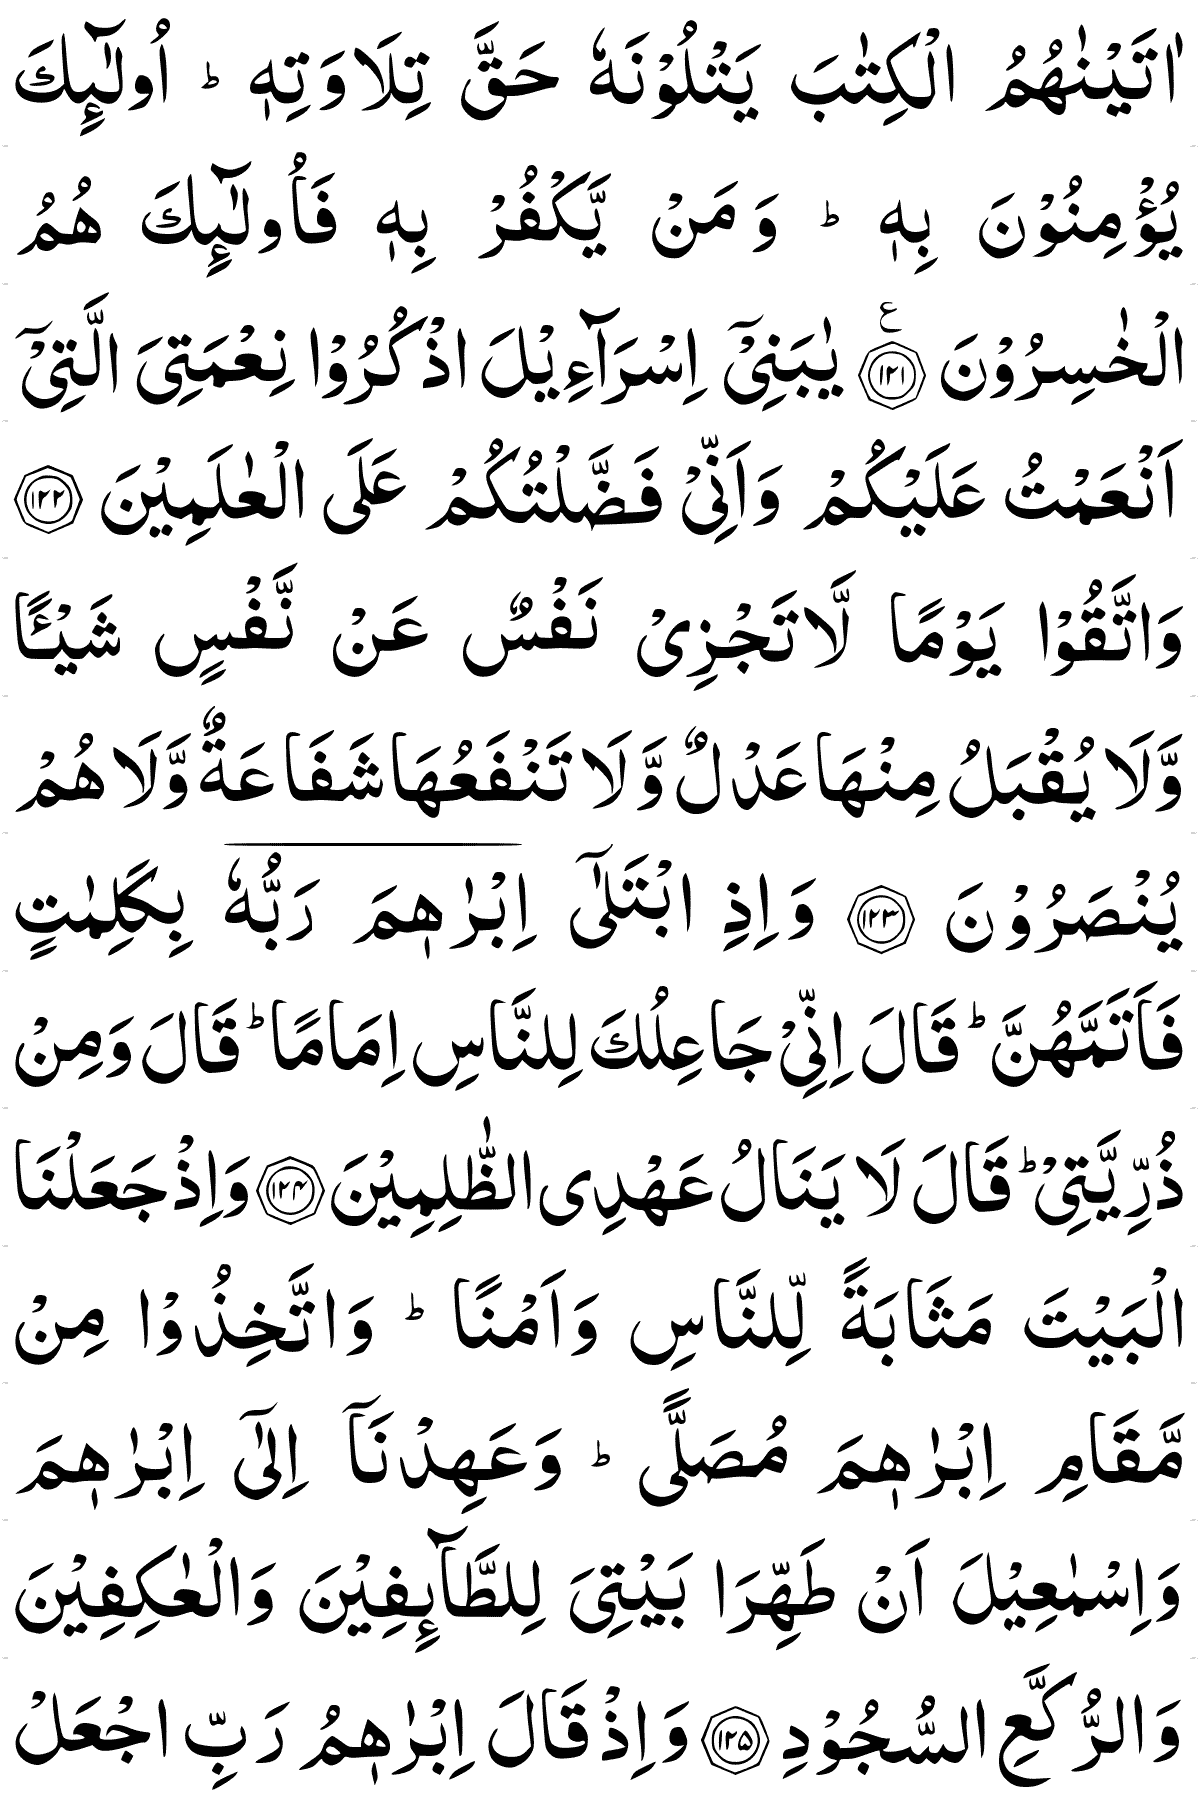 اٰتَيْنٰهُمُ الْكِتٰبَ يَتْلُوْنَهٗ حَقَّ تِلَاوَتِهٖ ؕ اُولٰٓئِكَ
يُؤْمِنُوْنَ بِهٖ ؕ وَمَنْ يَّكْفُرْ بِهٖ فَاُولٰٓئِكَ هُمُ
الْخٰسِرُوْنَ ﴿۱۲۱﴾ ع يٰبَنِىْٓ اِسْرَآءِيْلَ اذْكُرُوْا نِعْمَتِىَ الَّتِىْٓ
اَنْعَمْتُ عَلَيْكُمْ وَاَنِّىْ فَضَّلْتُكُمْ عَلَى الْعٰلَمِيْنَ ﴿۱۲۲﴾
وَاتَّقُوْا يَوْمًا لَّا تَجْزِىْ نَفْسٌ عَنْ نَّفْسٍ شَيْـًٔـا
وَّلَا يُقْبَلُ مِنْهَا عَدْلٌ وَّلَا تَنْفَعُهَا شَفَاعَةٌ وَّلَا هُمْ
يُنْصَرُوْنَ ﴿۱۲۳﴾ وَاِذِ ابْتَلٰٓى اِبْرٰهٖمَ رَبُّهٗ بِكَلِمٰتٍ
فَاَتَمَّهُنَّ ؕ قَالَ اِنِّىْ جَاعِلُكَ لِلنَّاسِ اِمَامًا ؕ قَالَ وَمِنْ
ذُرِّيَّتِىْ ؕ قَالَ لَا يَنَالُ عَهْدِى الظّٰلِمِيْنَ ﴿۱۲۴﴾ وَاِذْ جَعَلْنَا
الْبَيْتَ مَثَابَةً لِّلنَّاسِ وَاَمْنًا ؕ وَاتَّخِذُوْا مِنْ
مَّقَامِ اِبْرٰهٖمَ مُصَلًّى ؕ وَعَهِدْنَآ اِلٰٓى اِبْرٰهٖمَ
وَاِسْمٰعِيْلَ اَنْ طَهِّرَا بَيْتِىَ لِلطَّآئِفِيْنَ وَالْعٰكِفِيْنَ
وَالرُّكَّعِ السُّجُوْدِ ﴿۱۲۵﴾ وَاِذْ قَالَ اِبْرٰهٖمُ رَبِّ اجْعَلْ